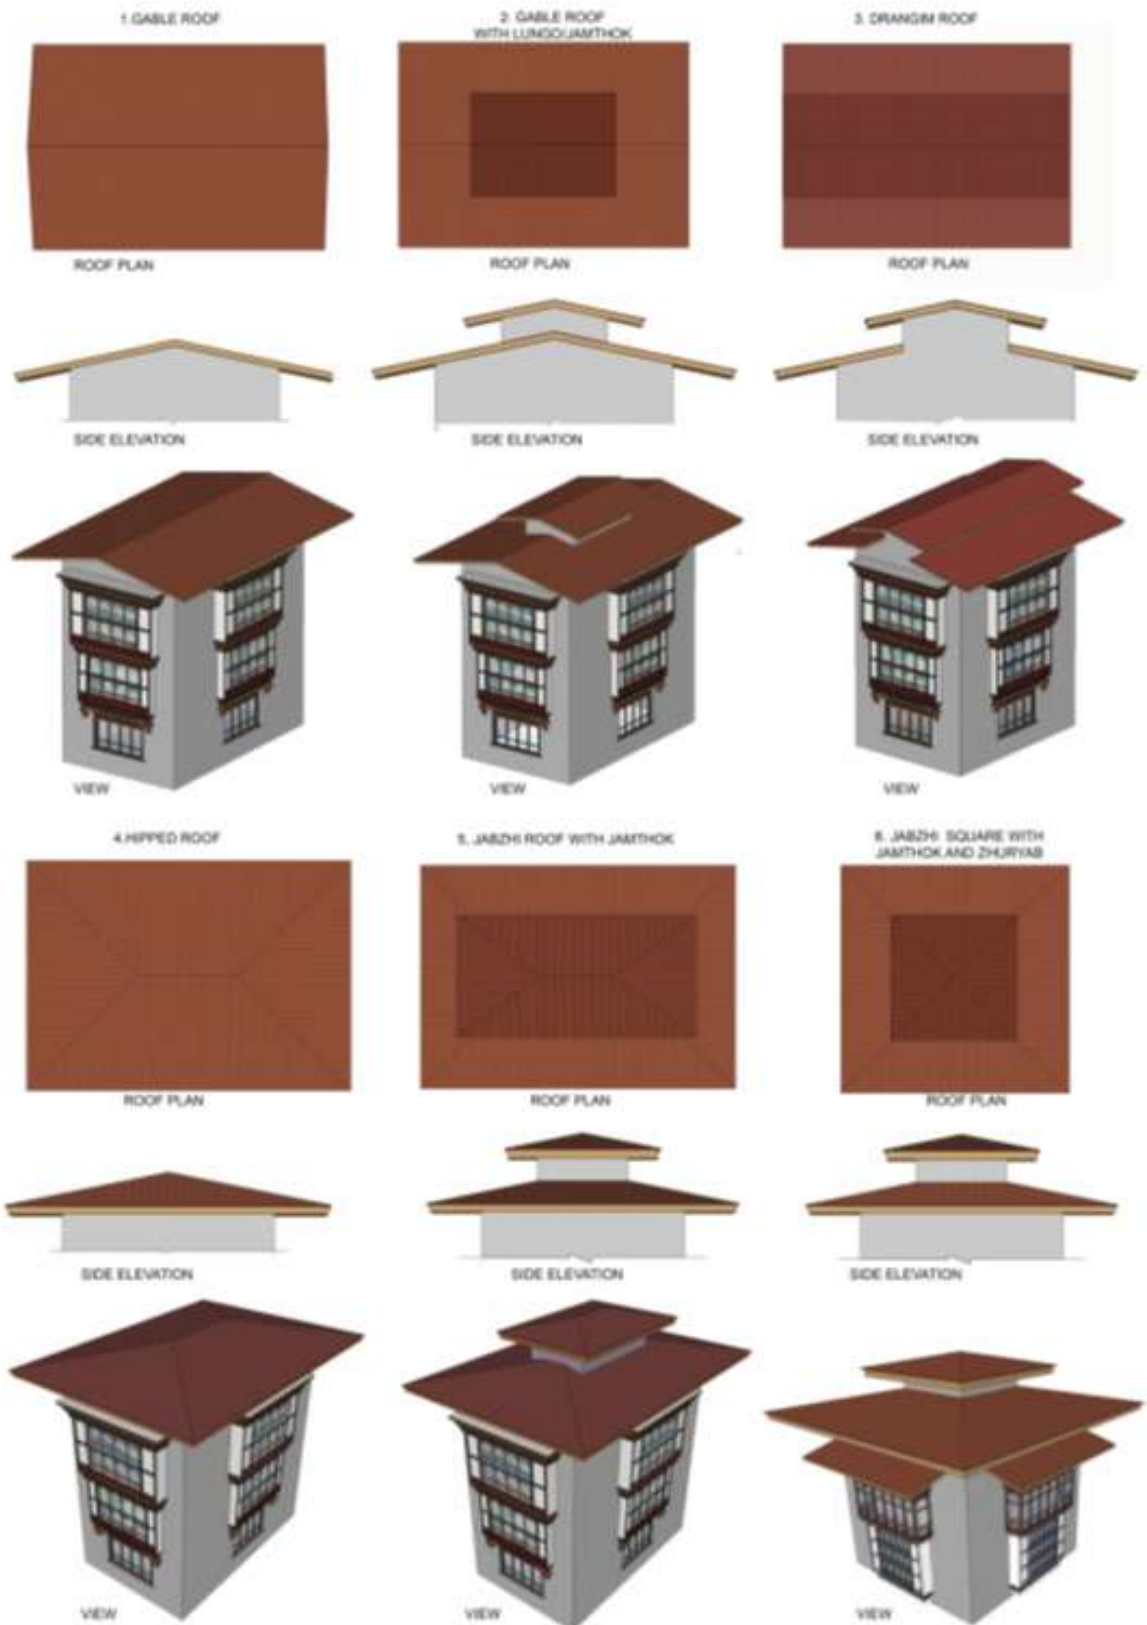 1.GABLE ROOF
2. GABLE ROOF
WITH LUNGO/JAMTHOK
3. DRANGIM ROOF
ROOF PLAN
ROOF PLAN
ROOF PLAN
SIDE ELEVATION
SIDE ELEVATION
SIDE ELEVATION
VIEW
VIEW
VIEW
4.HIPPED ROOF
5. JABZHI ROOF WITH JAMTHOK
6. JABZHI SQUARE WITH
JAMTHOK AND ZHURYAB
ROOF PLAN
ROOF PLAN
ROOF PLAN
SIDE ELEVATION
SIDE ELEVATION
SIDE ELEVATION
VIEW
VIEW
VIEW